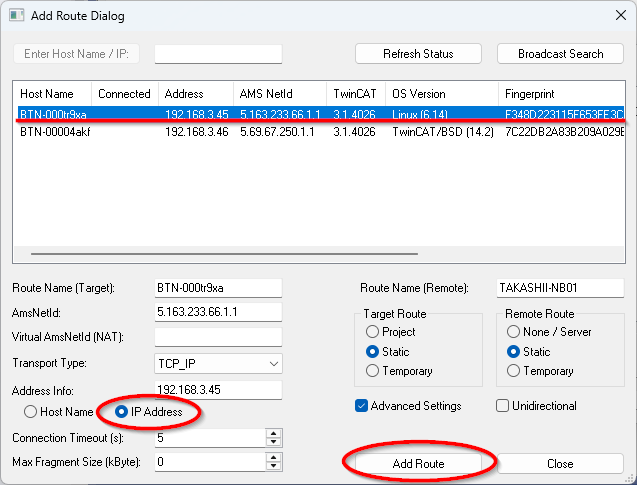 Add Route Dialog
Enter Host Name / IP: Refresh Status Broadcast Search
Host Name Connected Address AMS NetId TwinCAT OS Version Fingerprint
BTN-000tr9xa 192.168.3.45 5.163.233.66.1.1 3.1.4026 Linux (6.14) F348D223115F653FE3C
BTN-00004akf 192.168.3.46 5.69.67.250.1.1 3.1.4026 TwinCAT/BSD (14.2) 7C22DB2A83B209A029E
Route Name (Target): BTN-000tr9xa Route Name (Remote): TAKASHII-NB01
AmsNetId: 5.163.233.66.1.1 Target Route Remote Route
Virtual AmsNetId (NAT): Project None / Server
Transport Type: TCP_IP Static Static
Address Info: 192.168.3.45 Temporary Temporary
Host Name IP Address Advanced Settings Unidirectional
Connection Timeout (s): 5
Max Fragment Size (kByte): 0 Add Route Close